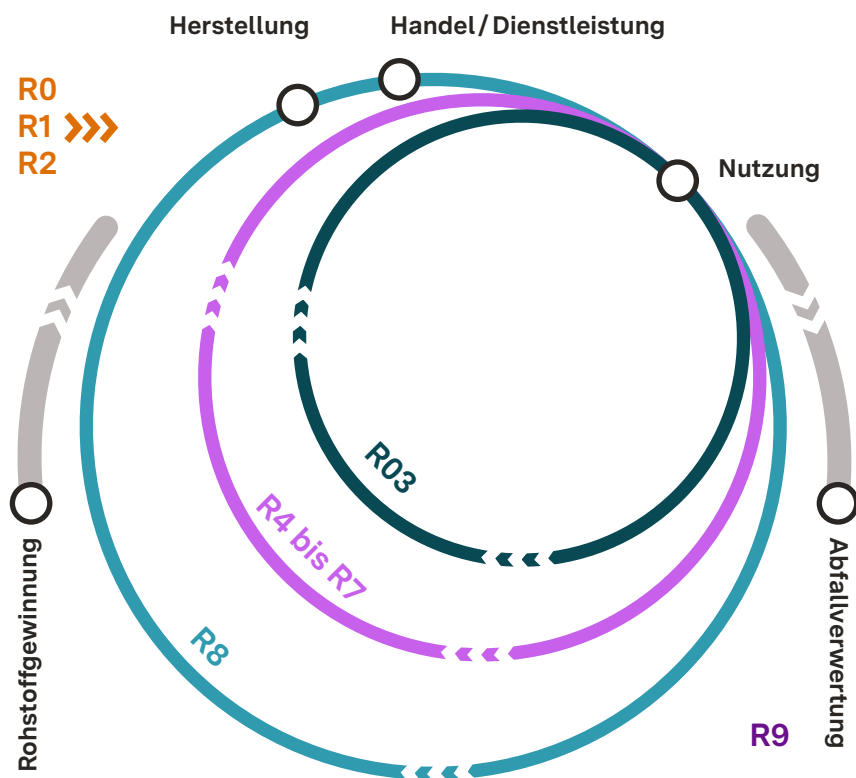 Herstellung
Handel / Dienstleistung
R0
R1
R2
Nutzung
R03
R4 bis R7
R8
Rohstoffgewinnung
Abfallverwertung
R9